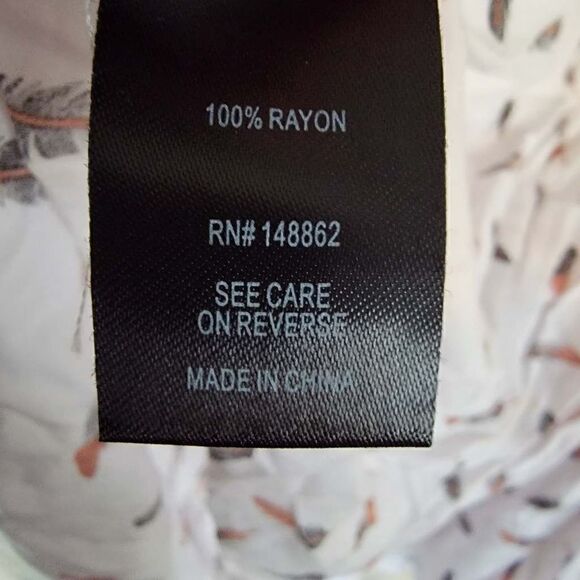 100% RAYON
RN# 148862
SEE CARE
ON REVERSE
MADE IN CHINA